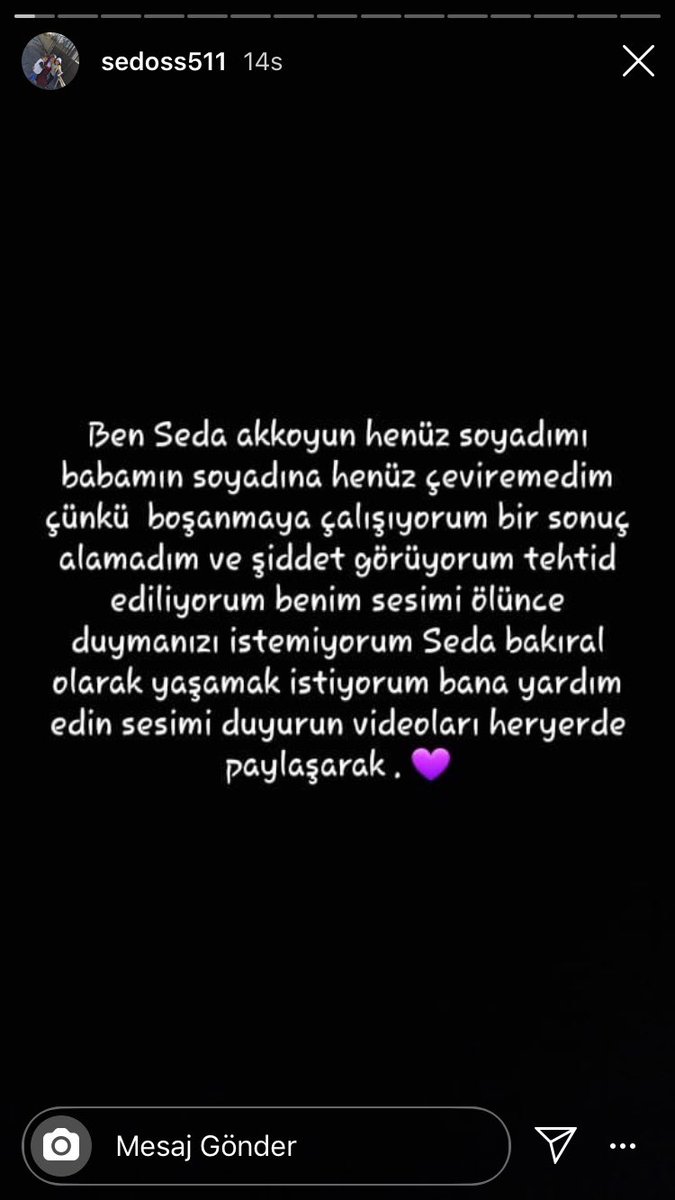 sedoss511 14s
Ben Seda akkoyun henüz soyadımı
babamın soyadına henüz çeviremedim
çünkü boşanmaya çalışıyorum bir sonuç
alamadım ve şiddet görüyorum tehtid
ediliyorum benim sesimi ölünce
duymanızı istemiyorum Seda bakıral
olarak yaşamak istiyorum bana yardım
edin sesimi duyurun videoları heryerde
paylaşarak . 💜
Mesaj Gönder